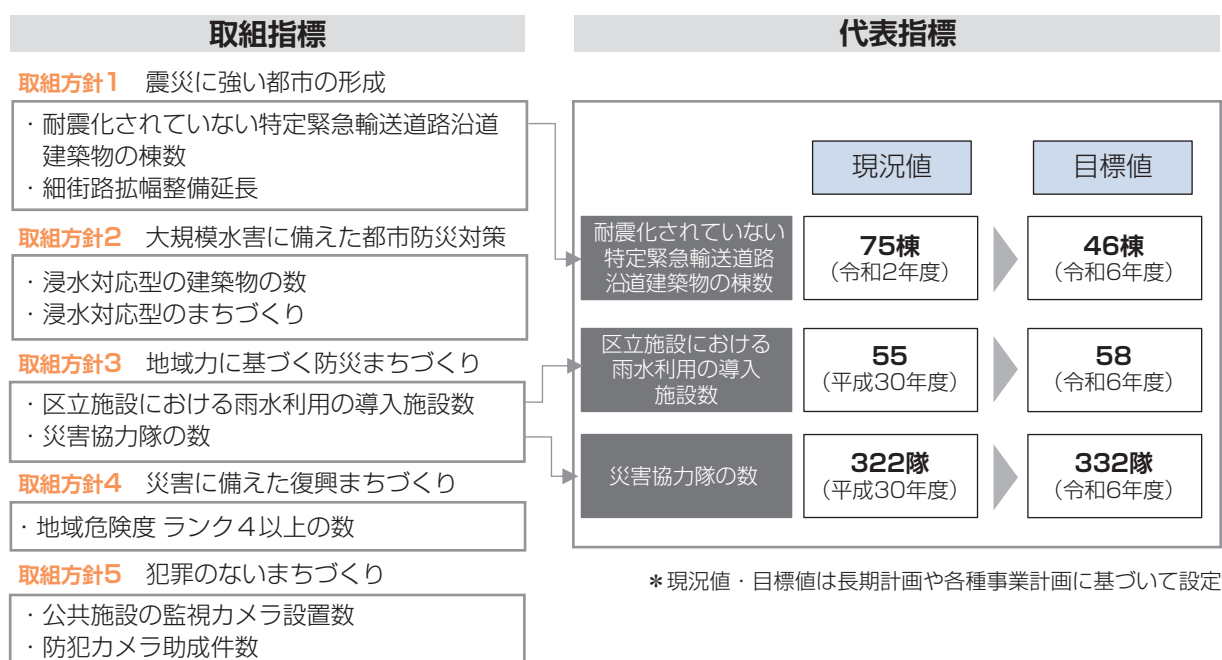 取組指標
取組方針1 震災に強い都市の形成
・耐震化されていない特定緊急輸送道路沿道
建築物の棟数
・細街路拡幅整備延長
取組方針2 大規模水害に備えた都市防災対策
・浸水対応型の建築物の数
・浸水対応型のまちづくり
取組方針3 地域力に基づく防災まちづくり
・区立施設における雨水利用の導入施設数
・災害協力隊の数
取組方針4 災害に備えた復興まちづくり
・地域危険度 ランク4以上の数
取組方針5 犯罪のないまちづくり
・公共施設の監視カメラ設置数
・防犯カメラ助成件数
代表指標
現況値 目標値
耐震化されていない
特定緊急輸送道路
沿道建築物の棟数
75棟
（令和2年度）
46棟
（令和6年度）
区立施設における
雨水利用の導入
施設数
55
（平成30年度）
58
（令和6年度）
災害協力隊の数
322隊
（平成30年度）
332隊
（令和6年度）
＊現況値・目標値は長期計画や各種事業計画に基づいて設定